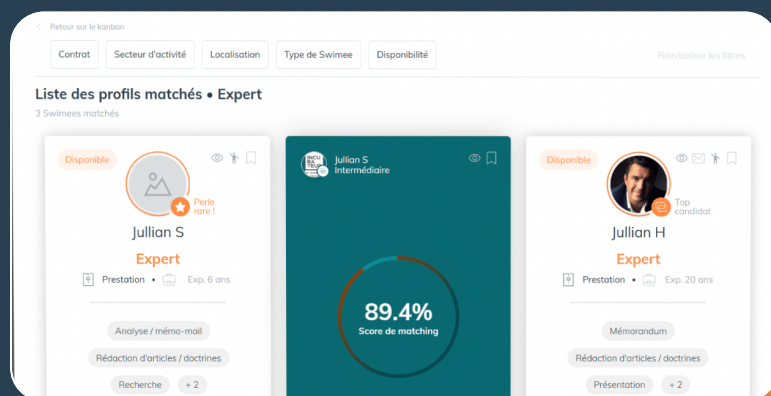 Retour sur le kanban
Contrat
Secteur d'activité
Localisation
Type de Swimee
Disponibilité
Réinitialiser les filtres
Liste des profils matchés • Expert
3 Swimees matchés
Disponible
Perle
rare !
Jullian S
Expert
Prestation • Exp. 6 ans
Analyse / mémo-mail
Rédaction d'articles / doctrines
Recherche
+ 2
INCU
BA
TEUR
Jullian S
Intermédiaire
89.4%
Score de matching
Disponible
Top
candidat
Jullian H
Expert
Prestation • Exp. 20 ans
Mémorandum
Rédaction d'articles / doctrines
Présentation
+ 2